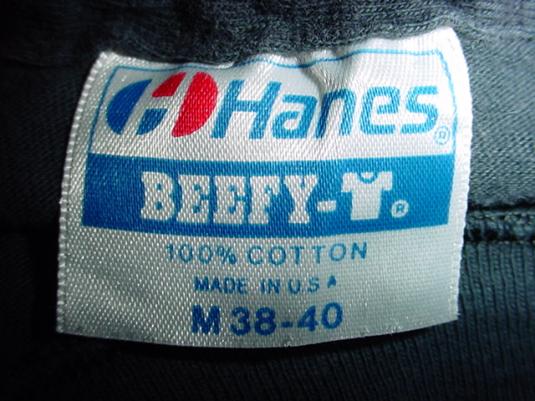 Hanes®
BEEFY-T®
100% COTTON
MADE IN U.S A
M 38-40